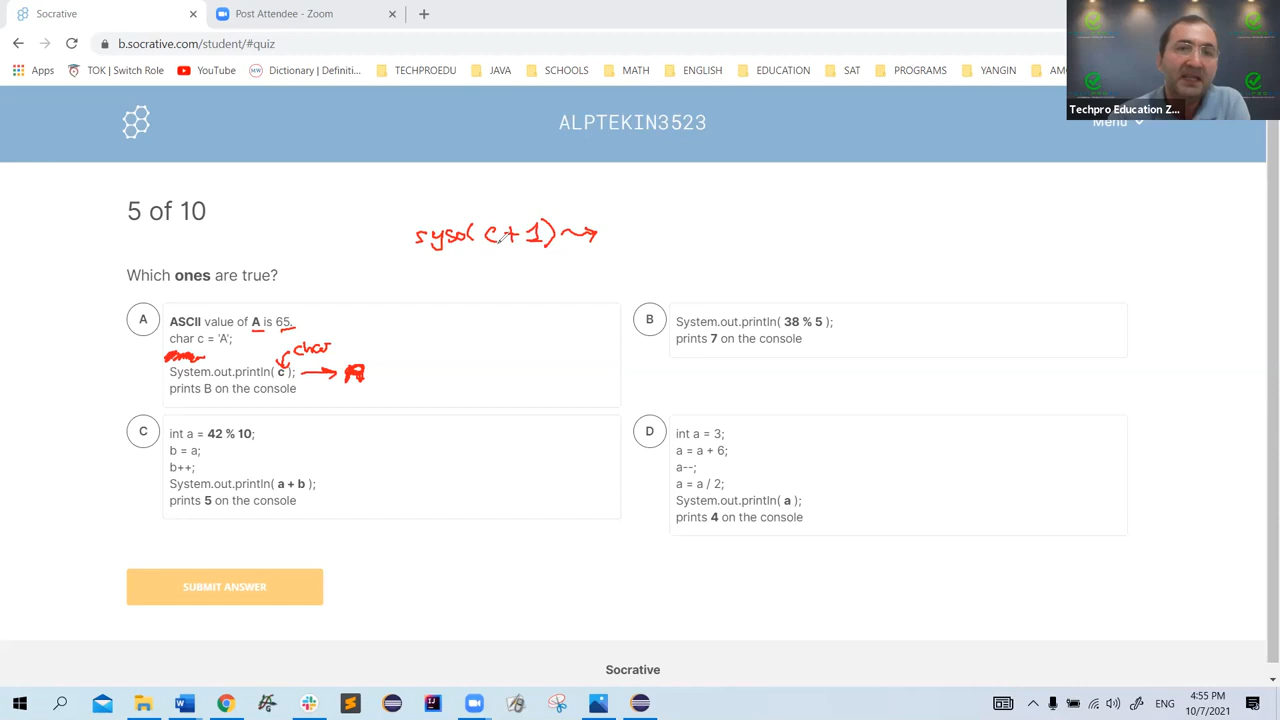 Socrative
Post Attendee - Zoom
b.socrative.com/student/#quiz
Apps
TOK | Switch Role
YouTube
Dictionary | Definiti...
TECHPROEDU
JAVA
SCHOOLS
MATH
ENGLISH
EDUCATION
SAT
PROGRAMS
YANGIN
Techpro Education Z...
ALPTEKIN3523
Menu
5 of 10
syso( c + 1 )
Which ones are true?
A
ASCII value of A is 65.
char c = 'A';
char
System.out.println( c );
prints B on the console
B
System.out.println( 38 % 5 );
prints 7 on the console
C
int a = 42 % 10;
b = a;
b++;
System.out.println( a + b );
prints 5 on the console
D
int a = 3;
a = a + 6;
a--;
a = a / 2;
System.out.println( a );
prints 4 on the console
SUBMIT ANSWER
Socrative
4:55 PM
10/7/2021